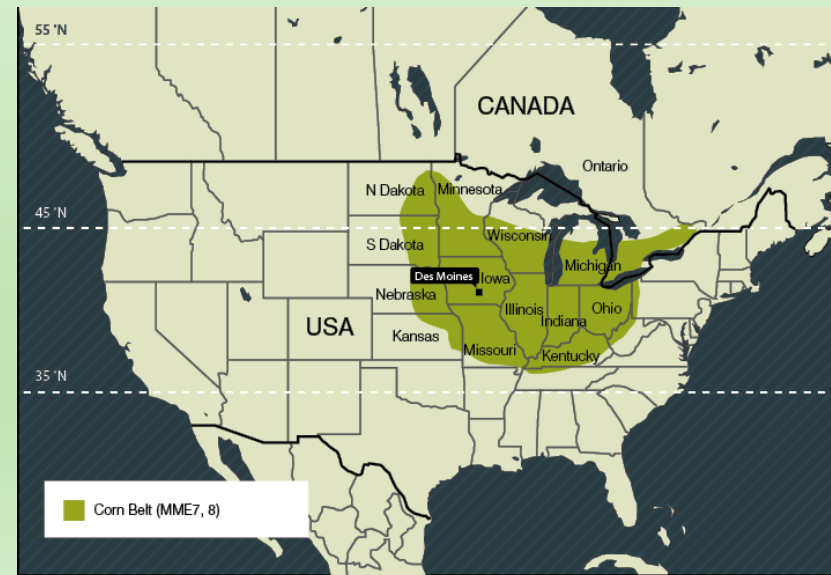 55 °N
CANADA
Ontario
N Dakota
Minnesota
45 °N
Wisconsin
S Dakota
Michigan
Des Moines
Iowa
Nebraska
Illinois
Ohio
Indiana
USA
Kansas
Missouri
Kentucky
35 °N
Corn Belt (MME7, 8)